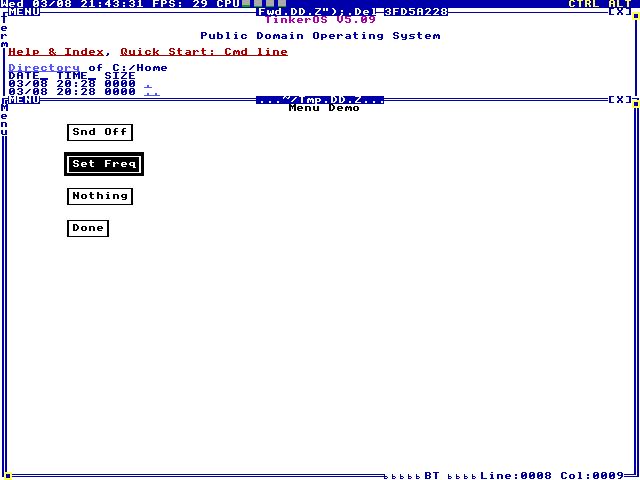 Wed 03/08 21:43:31 FPS: 29 CPU CTRL ALT
MENU Fwd.DD.Z");.Del 3FD5A228 [X]
Term
TinkerOS V5.09
Public Domain Operating System
Help & Index, Quick Start: Cmd line
Directory of C:/Home
DATE_ TIME_ SIZE
03/08 20:28 0000 .
03/08 20:28 0000 ..
MENU ...~/Tmp.DD.Z... [X]
Menu
Menu Demo
Snd Off
Set Freq
Nothing
Done
BT Line:0008 Col:0009